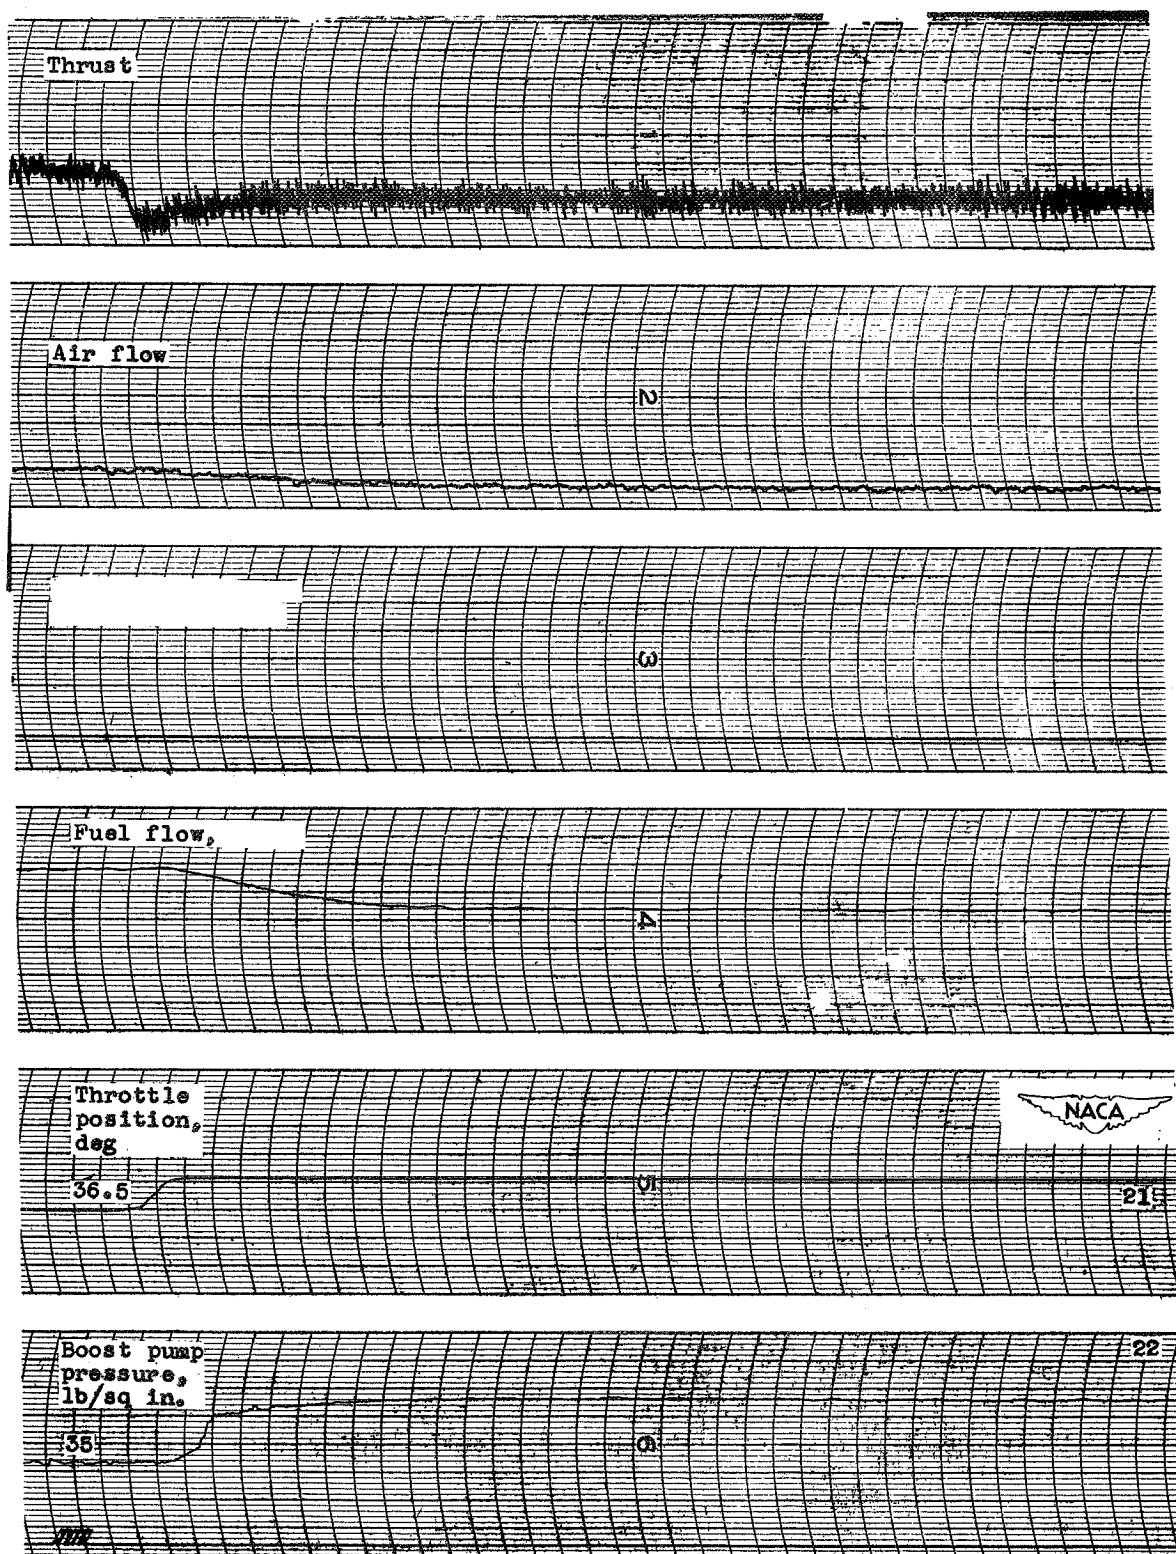 Thrust
1
Air flow
2
3
Fuel flow,
4
Throttle
position,
deg
NACA
36.5
5
21
22
Boost pump
pressure,
lb/sq in.
35
6